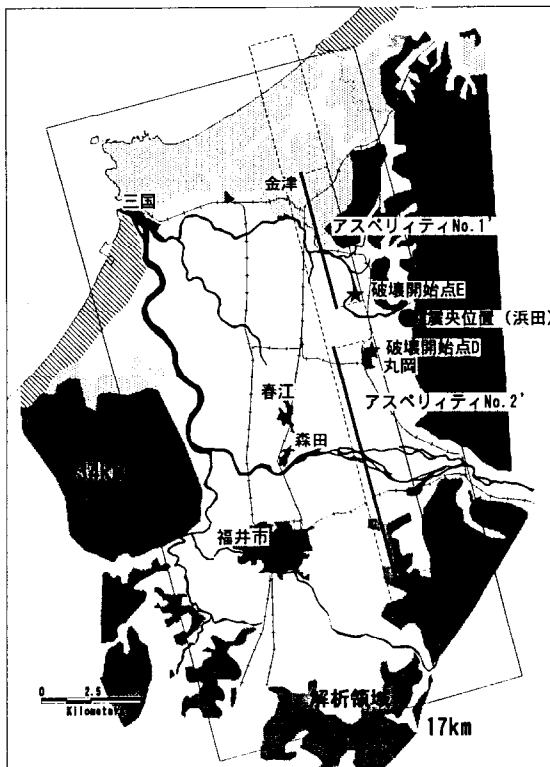 金津
三国
アスペリティNo.1'
破壊開始点E
震央位置(浜田)
破壊開始点D
丸岡
アスペリティNo.2'
春江
森田
34km
福井市
0 2.5
Kilometers
解析領域
17km